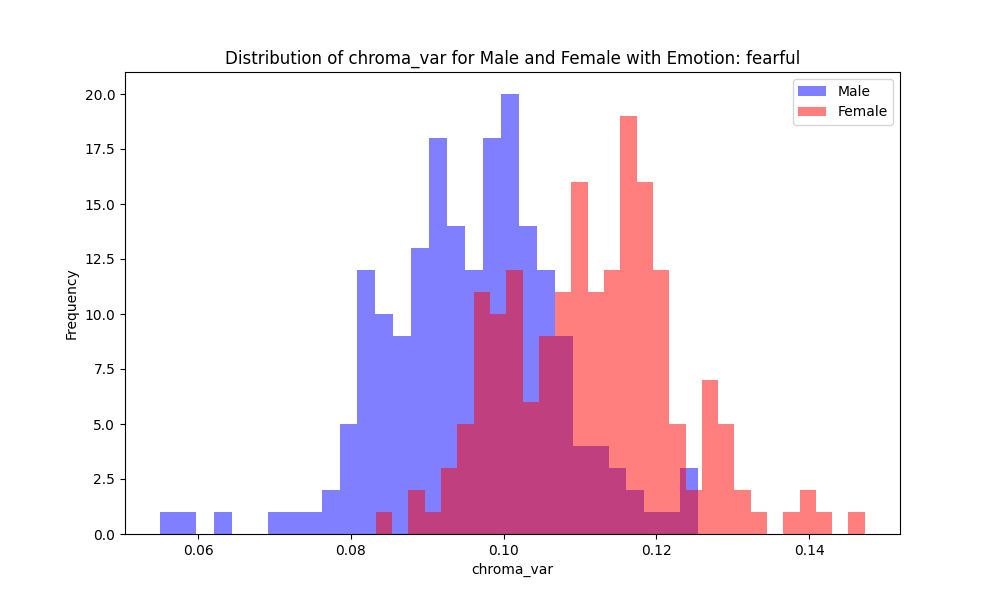 Distribution of chroma_var for Male and Female with Emotion: fearful
Male
Female
20.0
17.5
15.0
12.5
10.0
7.5
5.0
2.5
0.0
Frequency
0.06
0.08
0.10
0.12
0.14
chroma_var